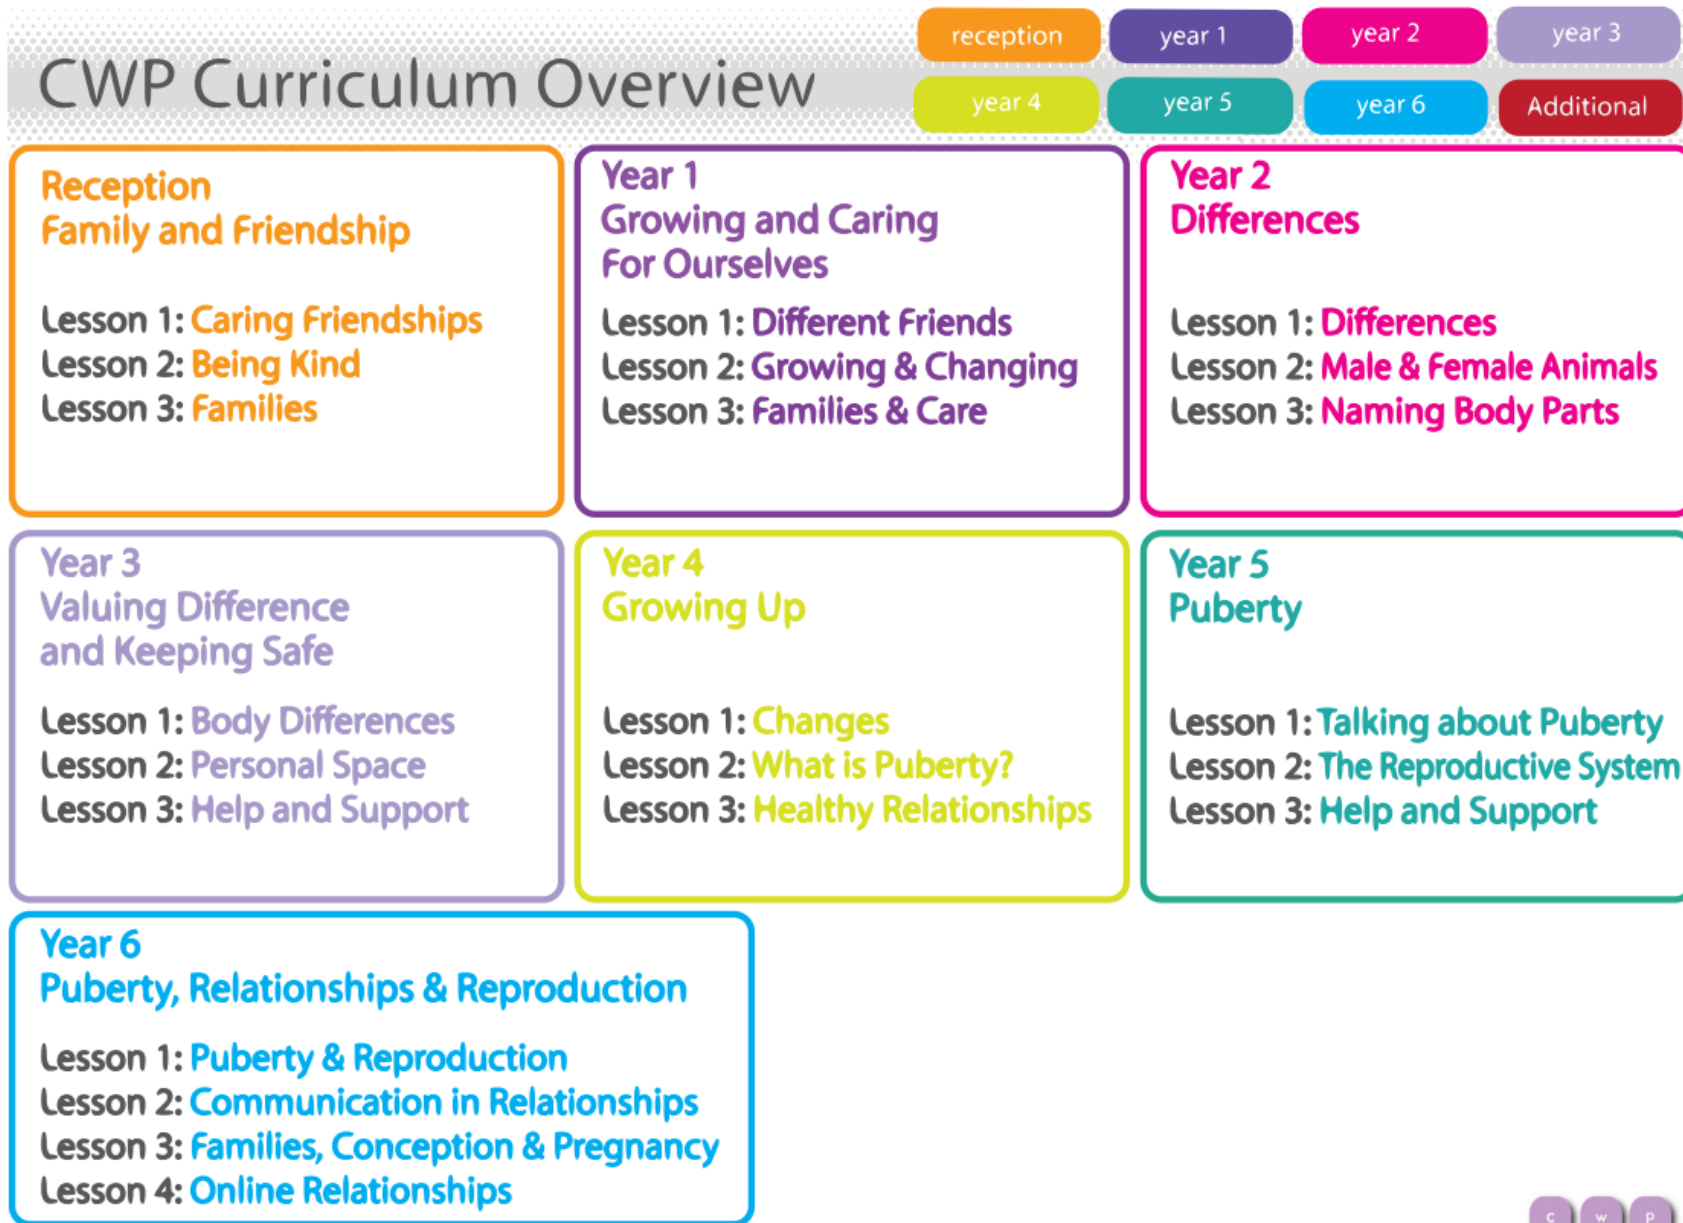 CWP Curriculum Overview
reception
year 1
year 2
year 3
year 4
year 5
year 6
Additional
Reception
Family and Friendship
Lesson 1: Caring Friendships
Lesson 2: Being Kind
Lesson 3: Families
Year 1
Growing and Caring
For Ourselves
Lesson 1: Different Friends
Lesson 2: Growing & Changing
Lesson 3: Families & Care
Year 2
Differences
Lesson 1: Differences
Lesson 2: Male & Female Animals
Lesson 3: Naming Body Parts
Year 3
Valuing Difference
and Keeping Safe
Lesson 1: Body Differences
Lesson 2: Personal Space
Lesson 3: Help and Support
Year 4
Growing Up
Lesson 1: Changes
Lesson 2: What is Puberty?
Lesson 3: Healthy Relationships
Year 5
Puberty
Lesson 1: Talking about Puberty
Lesson 2: The Reproductive System
Lesson 3: Help and Support
Year 6
Puberty, Relationships & Reproduction
Lesson 1: Puberty & Reproduction
Lesson 2: Communication in Relationships
Lesson 3: Families, Conception & Pregnancy
Lesson 4: Online Relationships
c w p